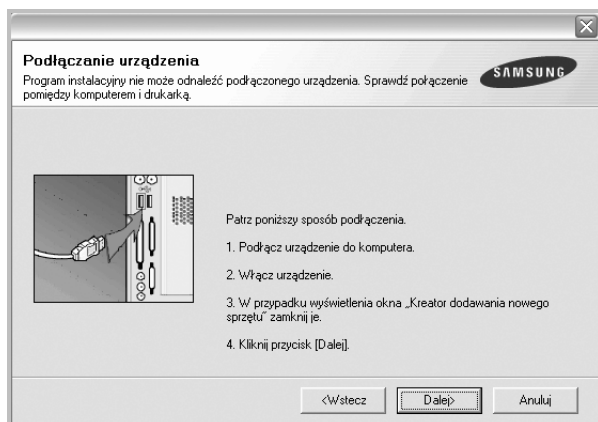 Podłączanie urządzenia
Program instalacyjny nie może odnaleźć podłączonego urządzenia. Sprawdź połączenie
pomiędzy komputerem i drukarką.
SAMSUNG
Patrz poniższy sposób podłączenia.
1. Podłącz urządzenie do komputera.
2. Włącz urządzenie.
3. W przypadku wyświetlenia okna „Kreator dodawania nowego
sprzętu" zamknij je.
4. Kliknij przycisk [Dalej].
<Wstecz
Dalej>
Anuluj